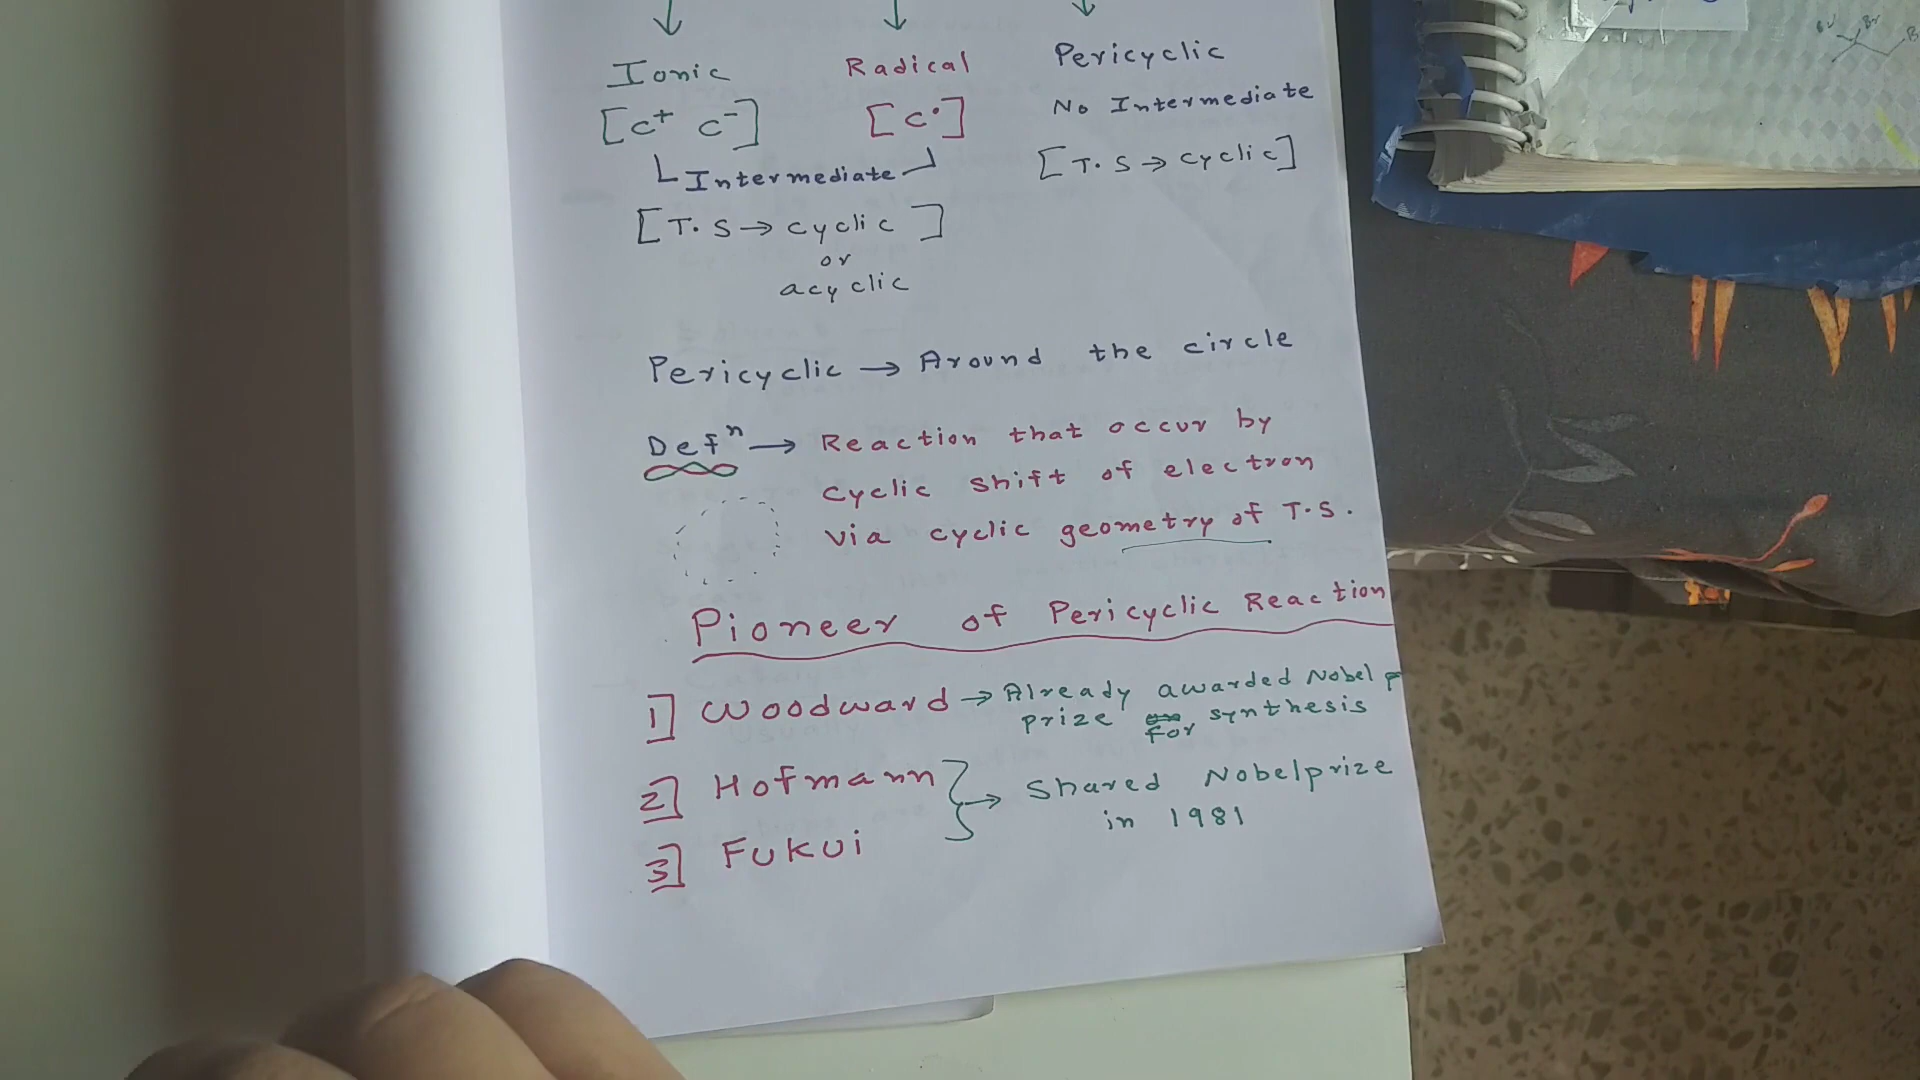 Ionic Radical Pericyclic
[C+ C-] [C•] No Intermediate
Intermediate [T.S → cyclic]
[T.S → cyclic]
or
acyclic
Pericyclic → Around the circle
Defⁿ → Reaction that occur by
cyclic shift of electron
via cyclic geometry of T.S.
Pioneer of Pericyclic Reaction
1] Woodward → Already awarded Nobel P
prize for synthesis
2] Hofmann → Shared Nobelprize
in 1981
3] Fukui
Br Br B